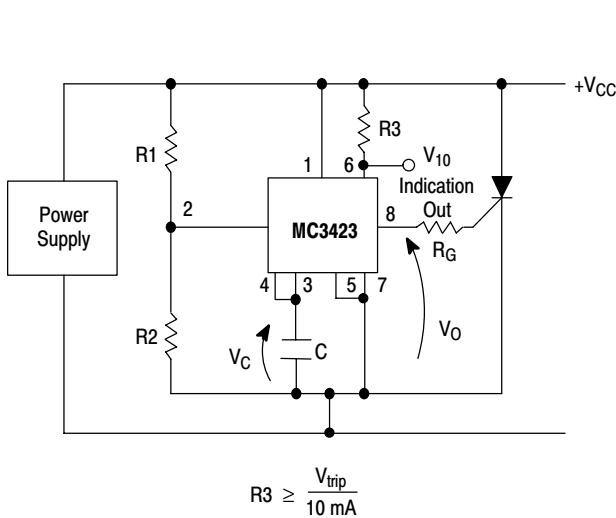 +VCC
R1
R3
1
6
V10
Indication
Out
2
8
Power
Supply
MC3423
RG
4
3
5
7
R2
VC
C
VO
R3 ≥ Vtrip
10 mA